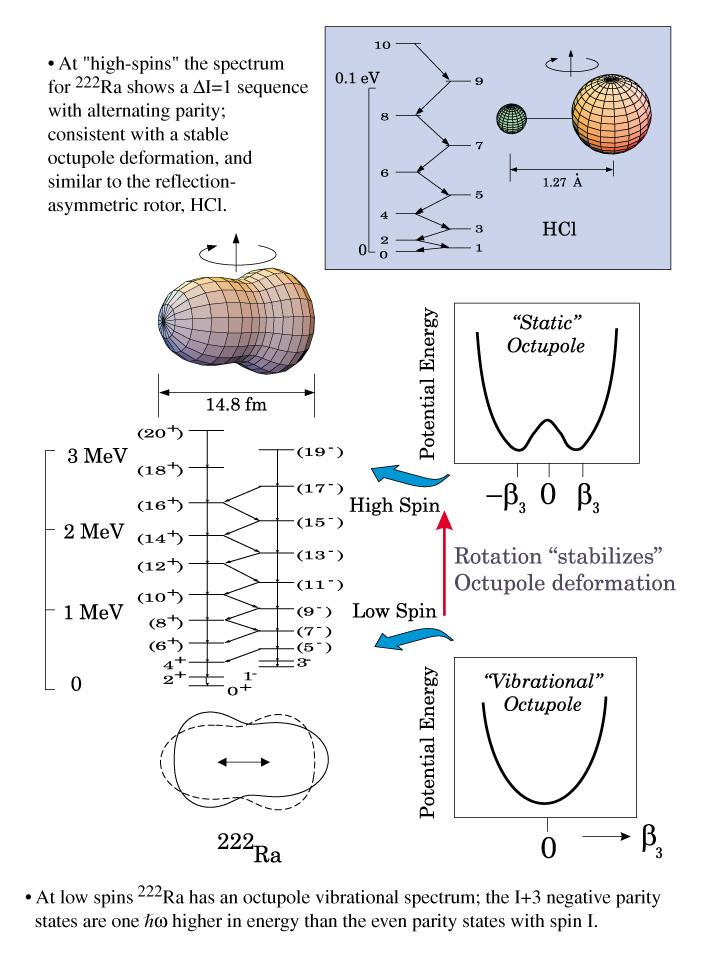 • At "high-spins" the spectrum
for ²²²Ra shows a ΔI=1 sequence
with alternating parity;
consistent with a stable
octupole deformation, and
similar to the reflection-
asymmetric rotor, HCl.
10
0.1 eV
9
8
7
6
5
4
3
2
1
0
0
1.27 Å
HCl
14.8 fm
(20⁺)
3 MeV
(19⁻)
(18⁺)
(17⁻)
(16⁺)
(15⁻)
2 MeV
(14⁺)
(13⁻)
(12⁺)
(11⁻)
(10⁺)
1 MeV
(9⁻)
(8⁺)
(7⁻)
(6⁺)
(5⁻)
4⁺
3⁻
2⁺
1⁻
0
0⁺
²²²Ra
Potential Energy
“Static”
Octupole
−β₃ 0 β₃
High Spin
Rotation “stabilizes”
Octupole deformation
Low Spin
Potential Energy
“Vibrational”
Octupole
0
β₃
• At low spins ²²²Ra has an octupole vibrational spectrum; the I+3 negative parity
states are one ℏω higher in energy than the even parity states with spin I.